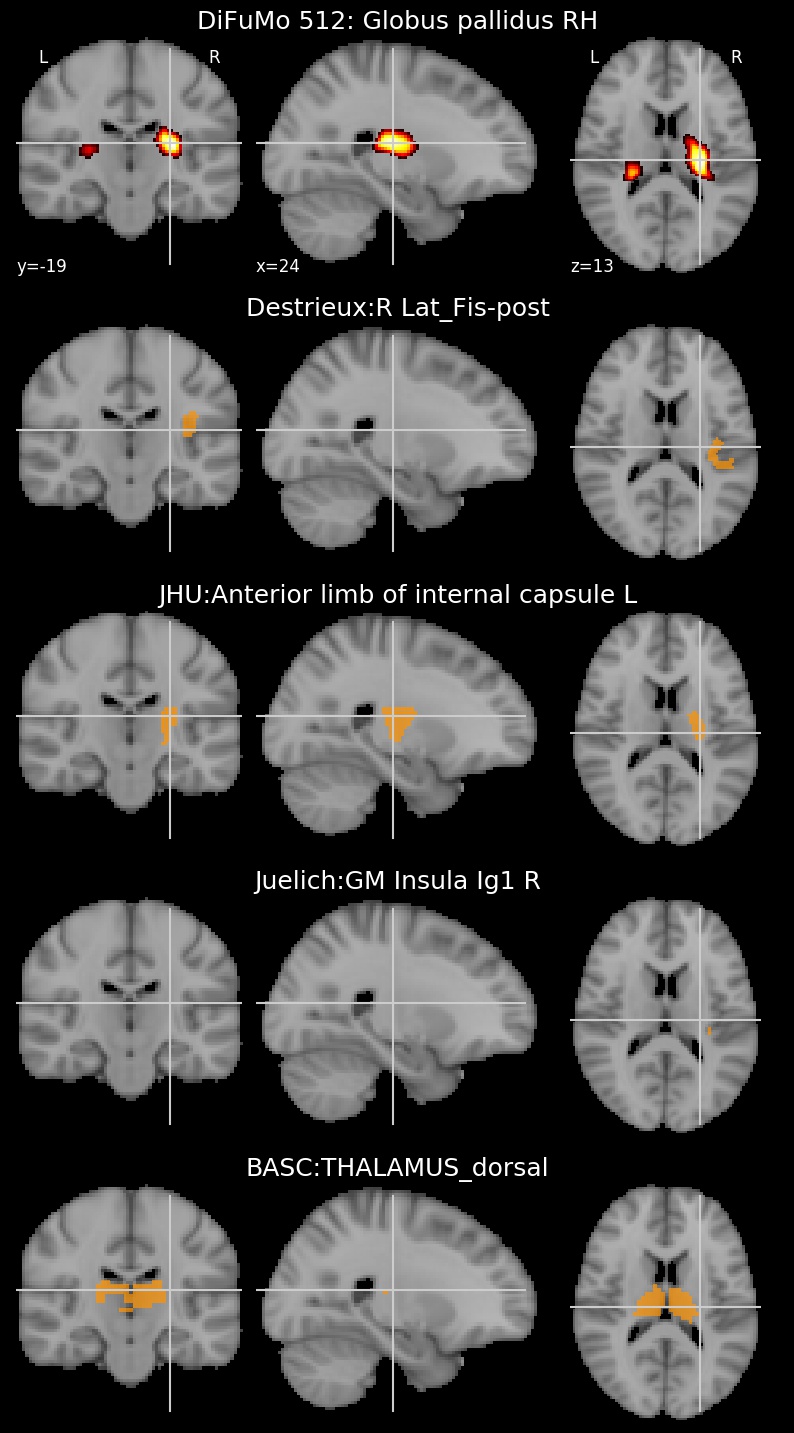 DiFuMo 512: Globus pallidus RH
L R L R
y=-19 x=24 z=13
Destrieux:R Lat_Fis-post
JHU:Anterior limb of internal capsule L
Juelich:GM Insula Ig1 R
BASC:THALAMUS_dorsal